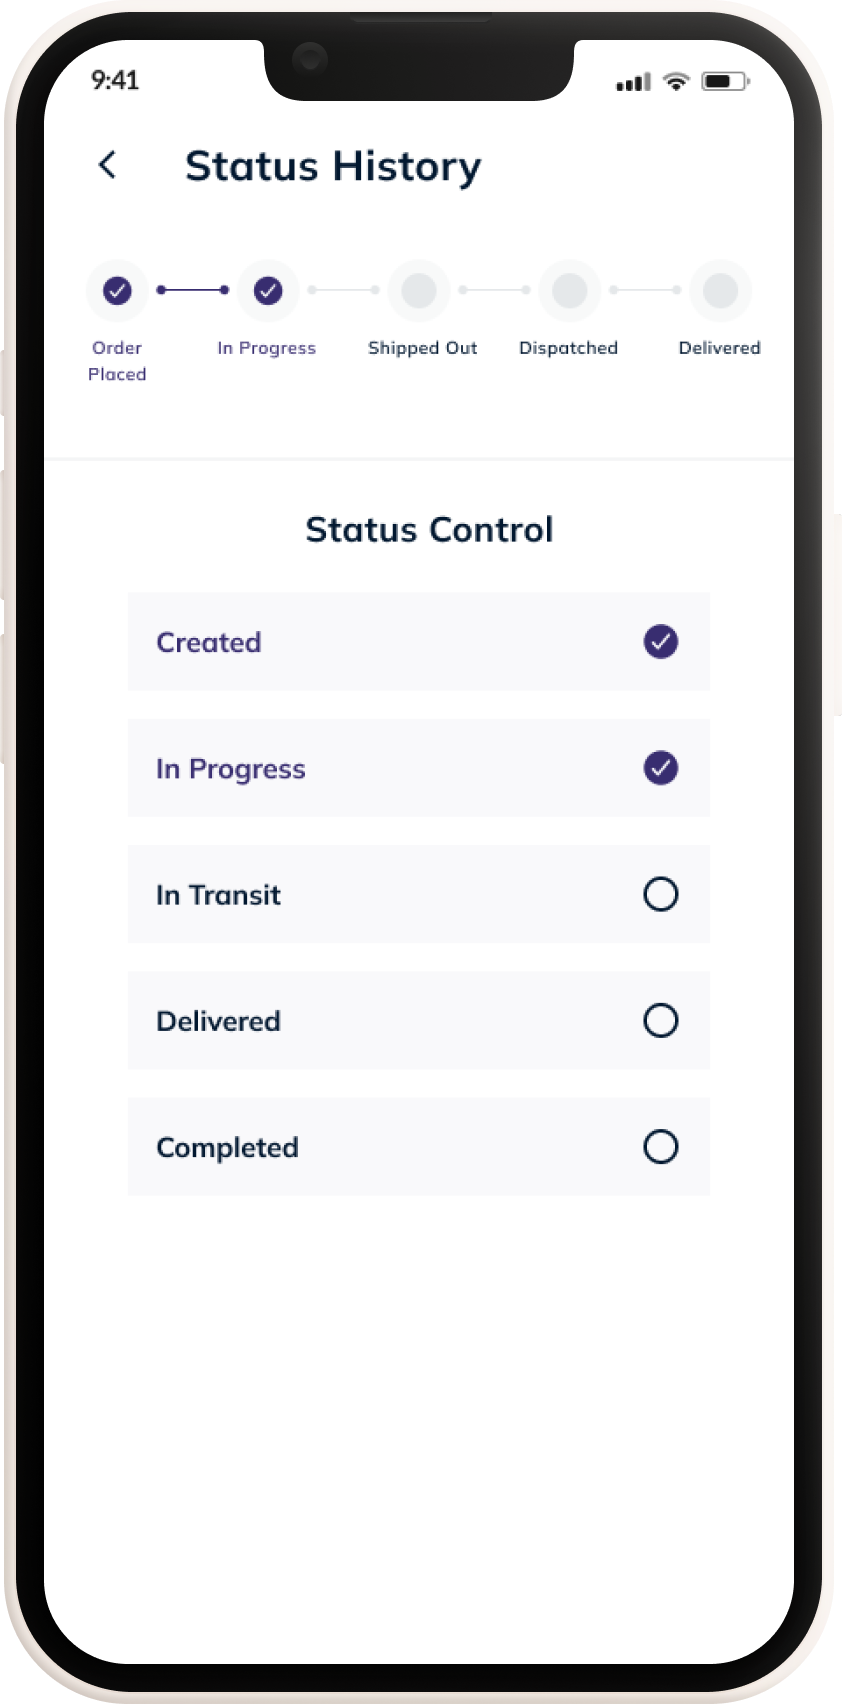 9:41
Status History
Order
Placed
In Progress
Shipped Out
Dispatched
Delivered
Status Control
Created
In Progress
In Transit
Delivered
Completed